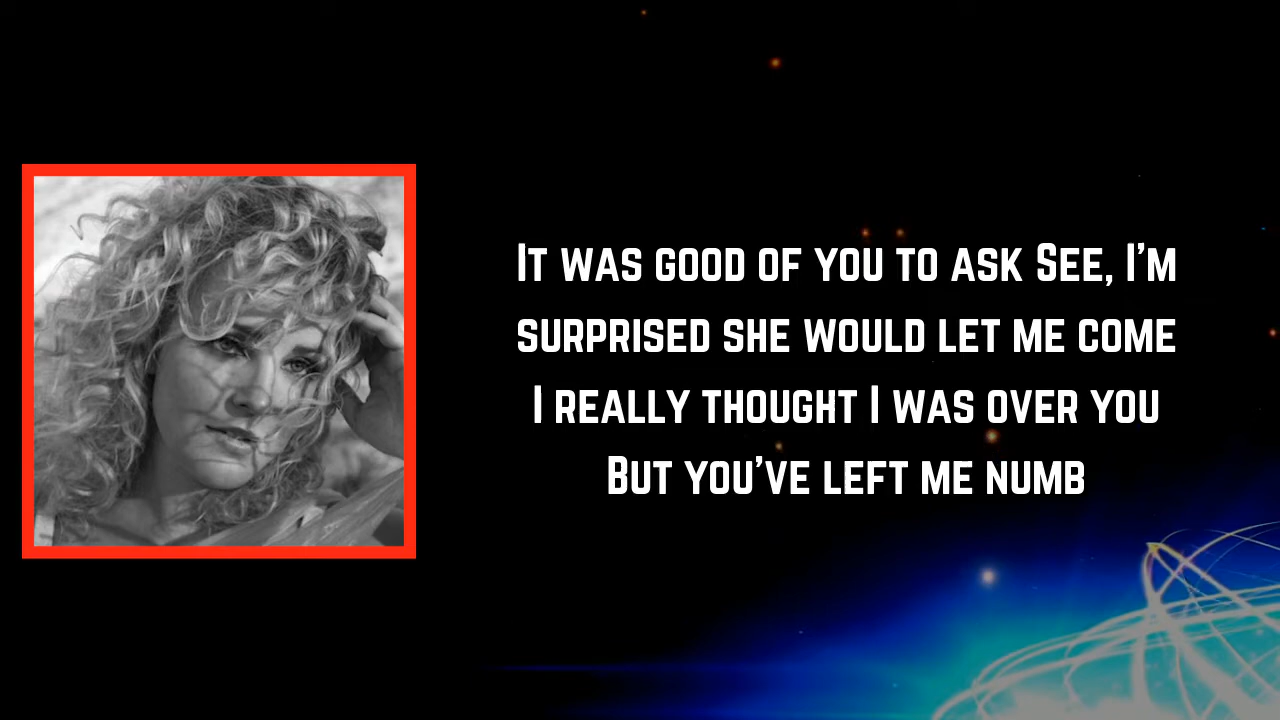 It was good of you to ask See, I'm
surprised she would let me come
I really thought I was over you
But you've left me numb